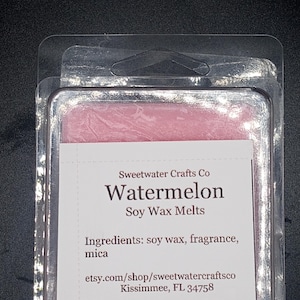 Sweetwater Crafts Co
Watermelon
Soy Wax Melts
Ingredients: soy wax, fragrance,
mica
etsy.com/shop/sweetwatercraftsco
Kissimmee, FL 34758